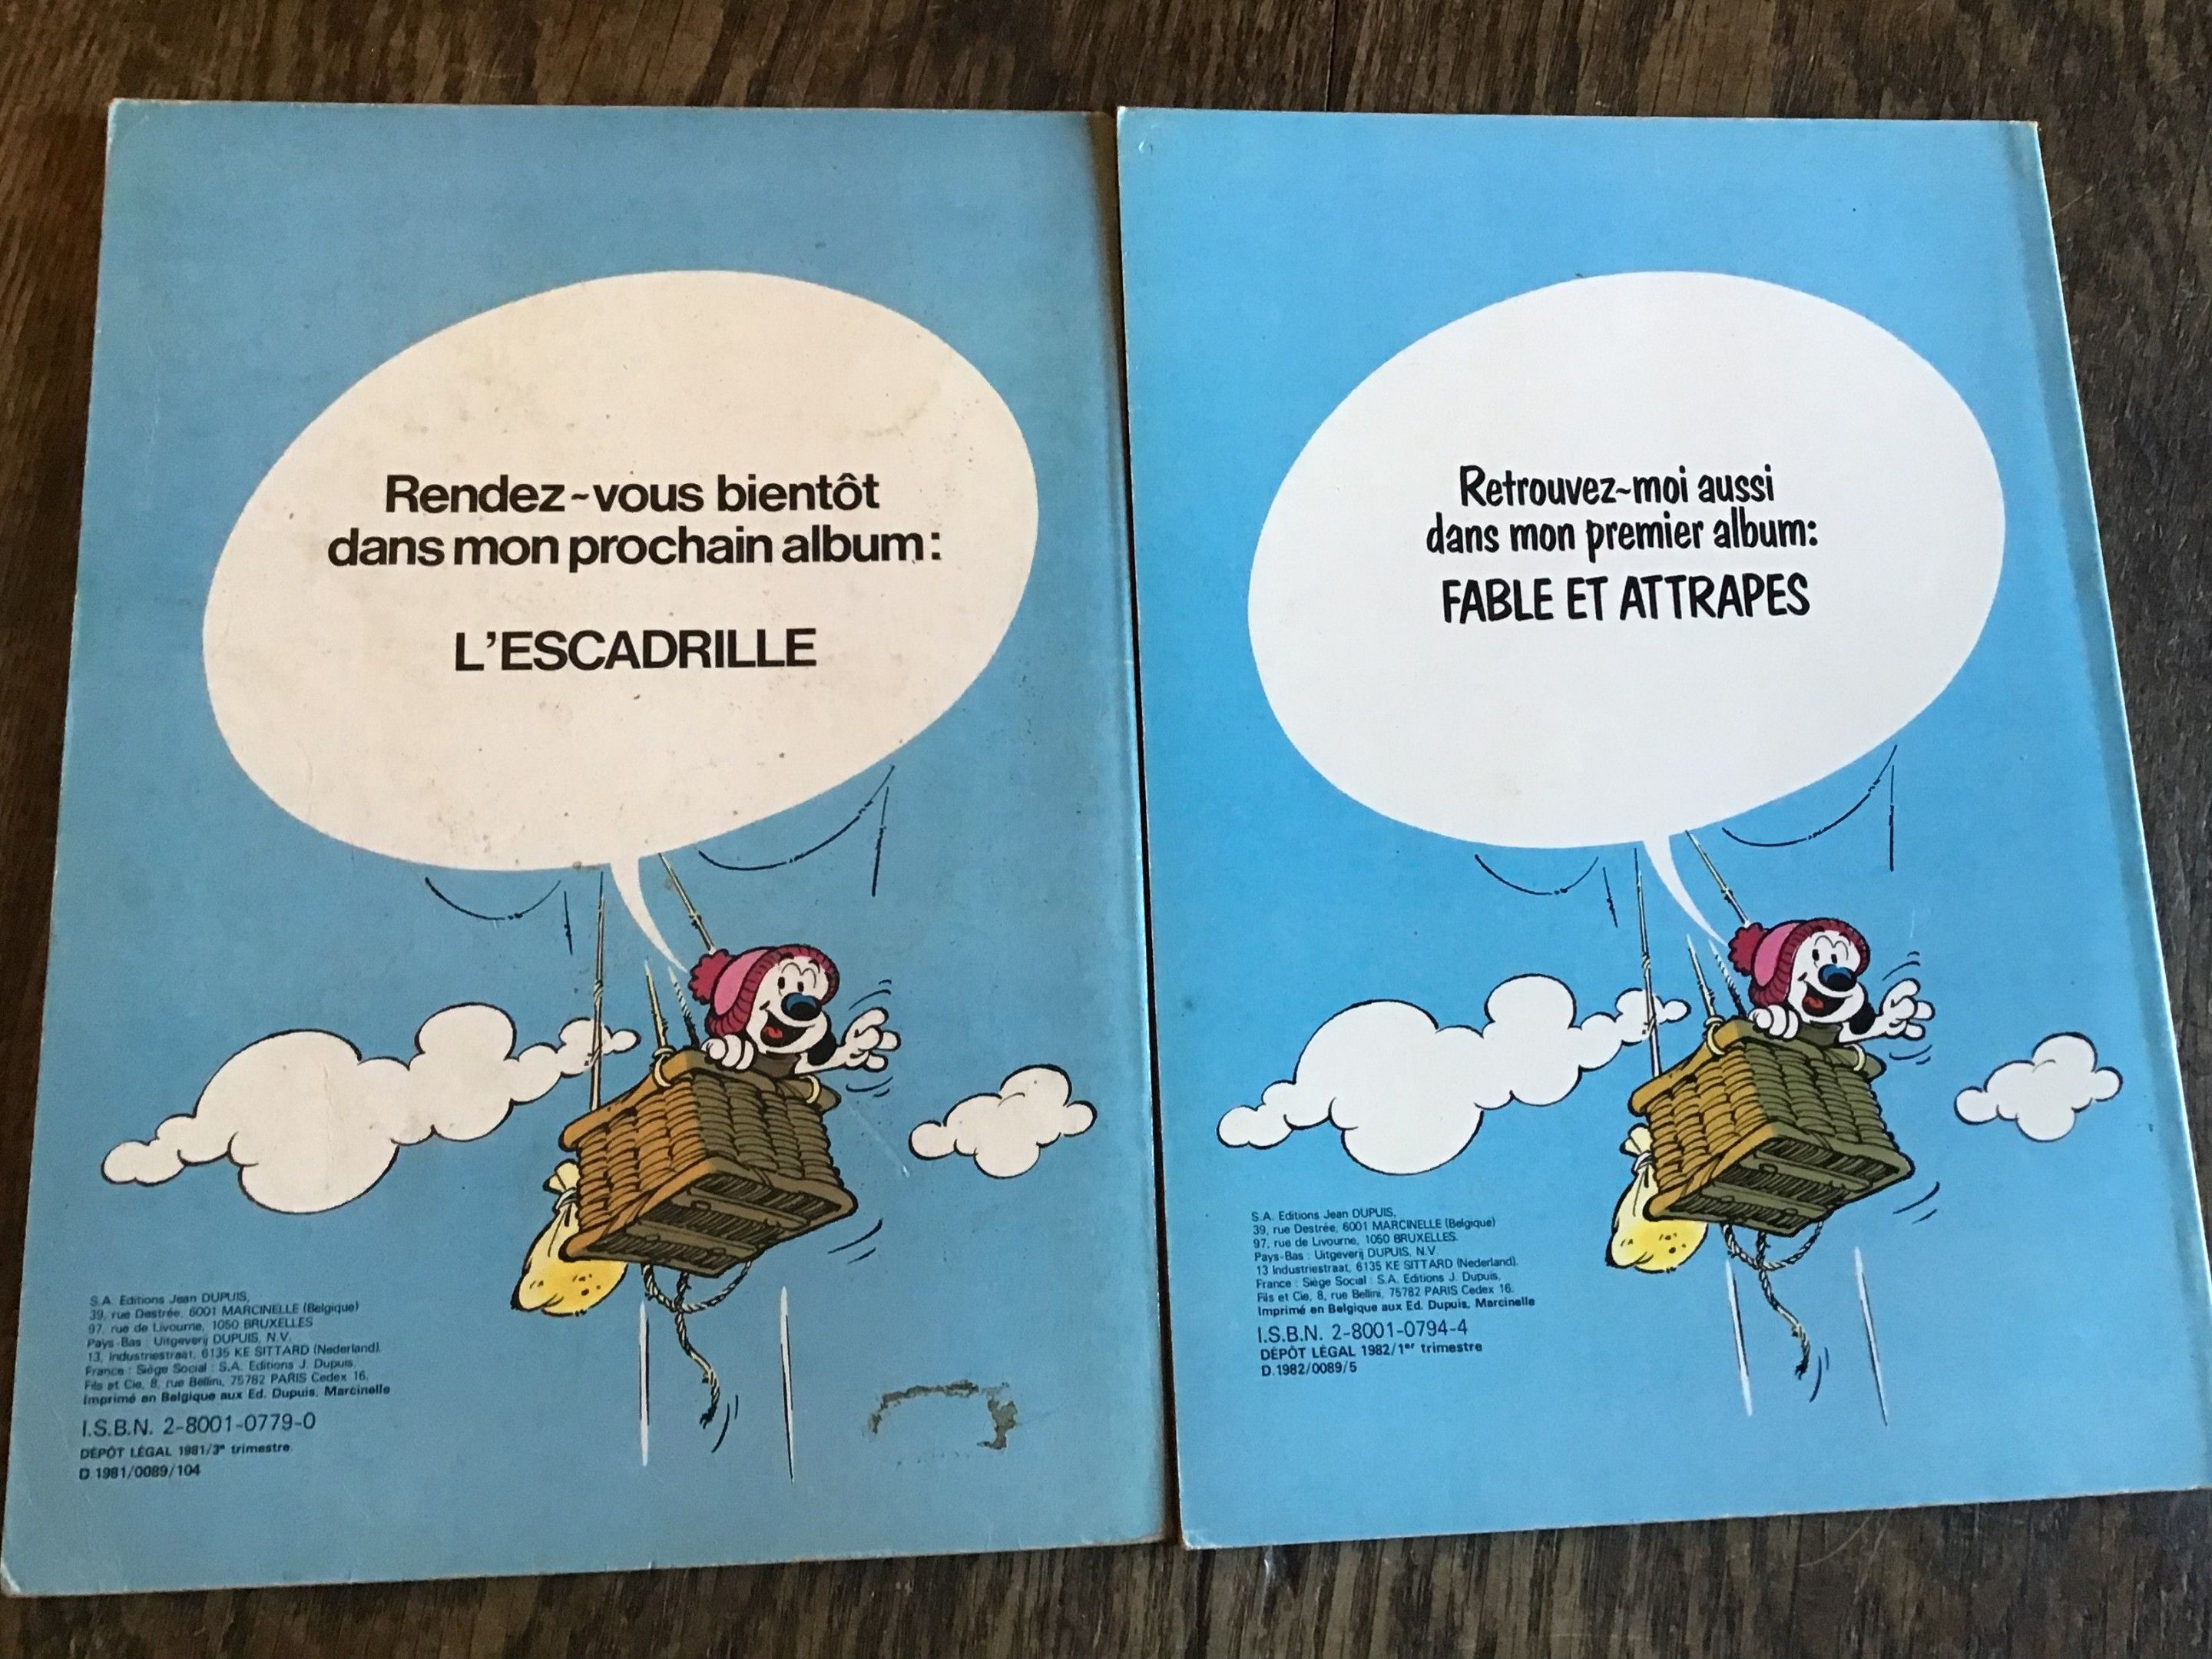 Rendez-vous bientôt
dans mon prochain album:
L'ESCADRILLE
S.A. Editions Jean DUPUIS,
39, rue Destrée, 6001 MARCINELLE (Belgique)
97, rue de Livourne, 1050 BRUXELLES
Pays-Bas : Uitgeverij DUPUIS, N.V.
13, Industriestraat, 6135 KE SITTARD (Nederland).
France : Siège Social : S.A. Editions J. Dupuis,
Fils et Cie, 8, rue Bellini, 75782 PARIS Cedex 16.
Imprimé en Belgique aux Ed. Dupuis, Marcinelle
I.S.B.N. 2-8001-0779-0
DÉPÔT LÉGAL 1981/3e trimestre
D 1981/0089/104
Retrouvez-moi aussi
dans mon premier album:
FABLE ET ATTRAPES
S.A. Editions Jean DUPUIS,
39, rue Destrée, 6001 MARCINELLE (Belgique)
97, rue de Livourne, 1050 BRUXELLES.
Pays-Bas : Uitgeverij DUPUIS, N.V.
13 Industriestraat, 6135 KE SITTARD (Nederland).
France : Siège Social : S.A. Editions J. Dupuis,
Fils et Cie, 8, rue Bellini, 75782 PARIS Cedex 16.
Imprimé en Belgique aux Ed. Dupuis, Marcinelle
I.S.B.N. 2-8001-0794-4
DÉPÔT LÉGAL 1982/1er trimestre
D.1982/0089/5